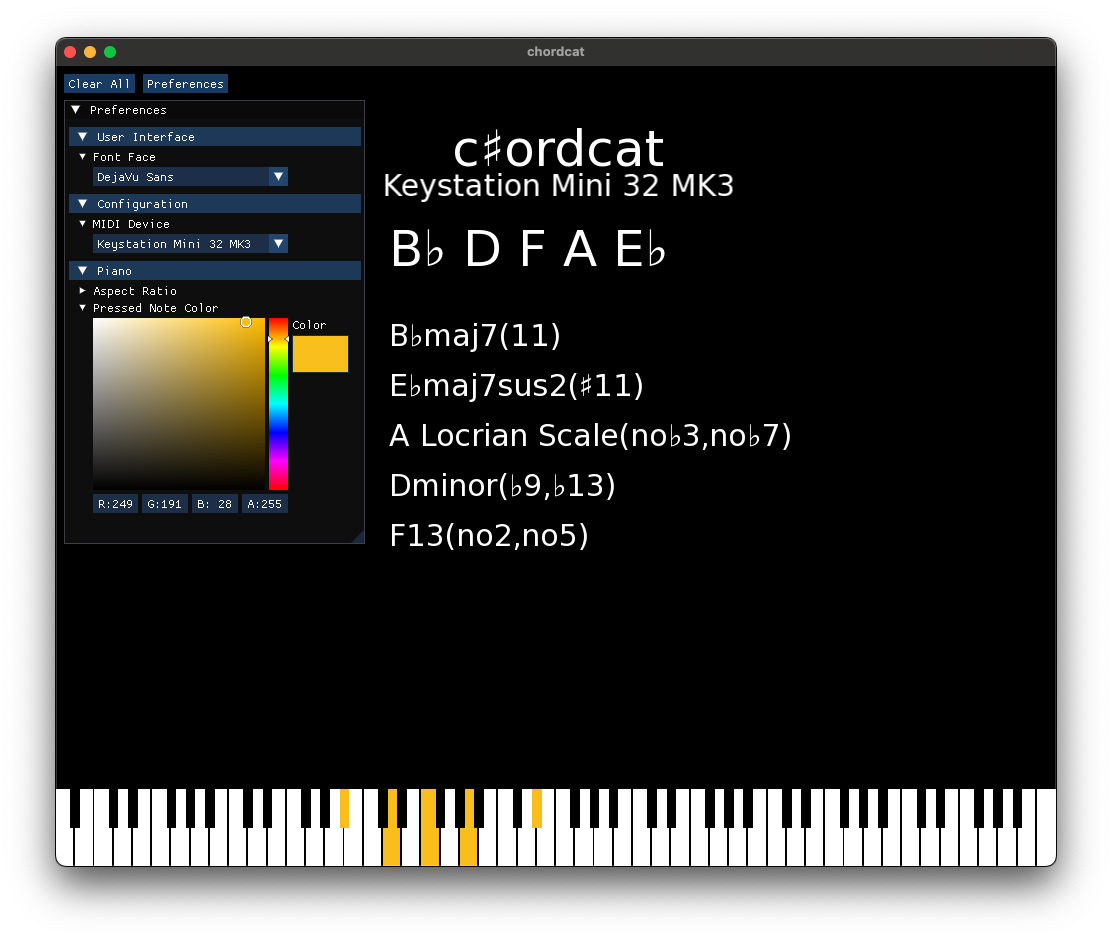 chordcat
Clear All Preferences
Preferences
User Interface
Font Face
DejaVu Sans
Configuration
MIDI Device
Keystation Mini 32 MK3
Piano
Aspect Ratio
Pressed Note Color
Color
R:249 G:191 B: 28 A:255
c♯ordcat
Keystation Mini 32 MK3
B♭ D F A E♭
B♭maj7(11)
E♭maj7sus2(♯11)
A Locrian Scale(no♭3,no♭7)
Dminor(♭9,♭13)
F13(no2,no5)